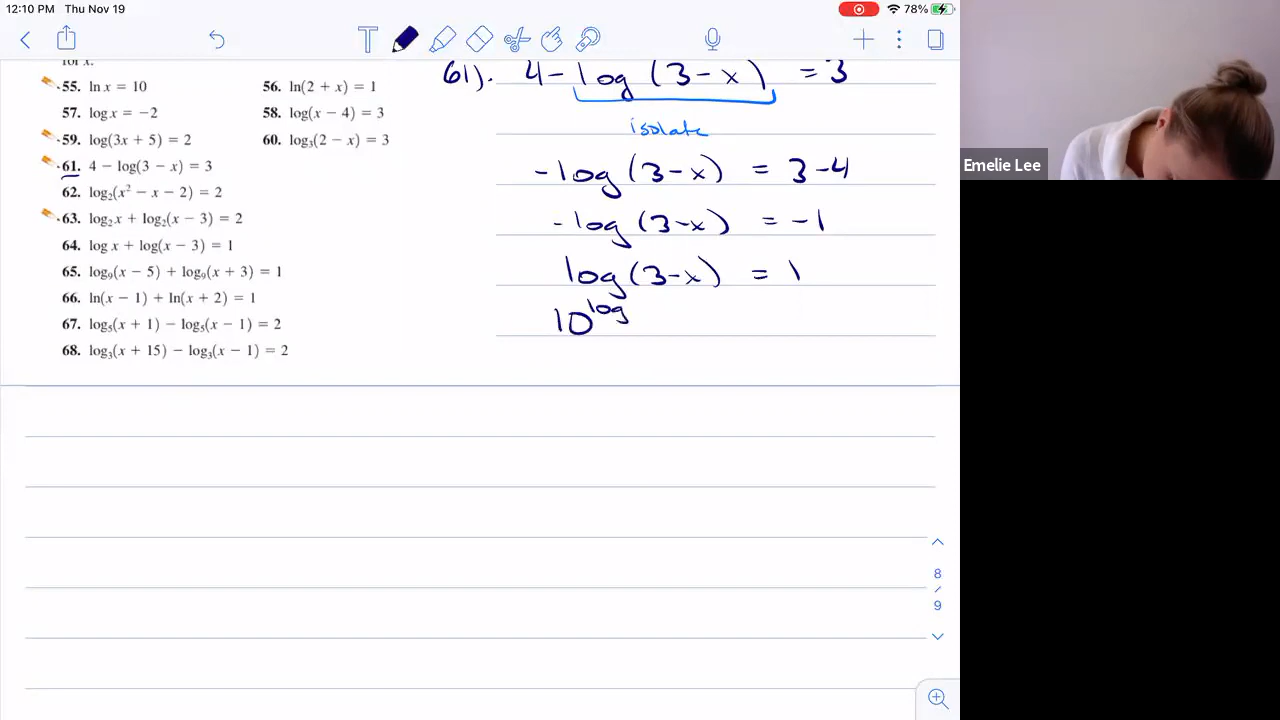 12:10 PM Thu Nov 19
78%
for x.
55. ln x = 10
56. ln(2 + x) = 1
57. log x = −2
58. log(x − 4) = 3
59. log(3x + 5) = 2
60. log₃(2 − x) = 3
61. 4 − log(3 − x) = 3
62. log₂(x² − x − 2) = 2
63. log₂x + log₂(x − 3) = 2
64. log x + log(x − 3) = 1
65. log₉(x − 5) + log₉(x + 3) = 1
66. ln(x − 1) + ln(x + 2) = 1
67. log₅(x + 1) − log₅(x − 1) = 2
68. log₃(x + 15) − log₃(x − 1) = 2
61). 4 − log (3 − x) = 3
isolate
-log (3-x) = 3-4
-log (3-x) = -1
log (3-x) = 1
10^log
8
/
9
Emelie Lee